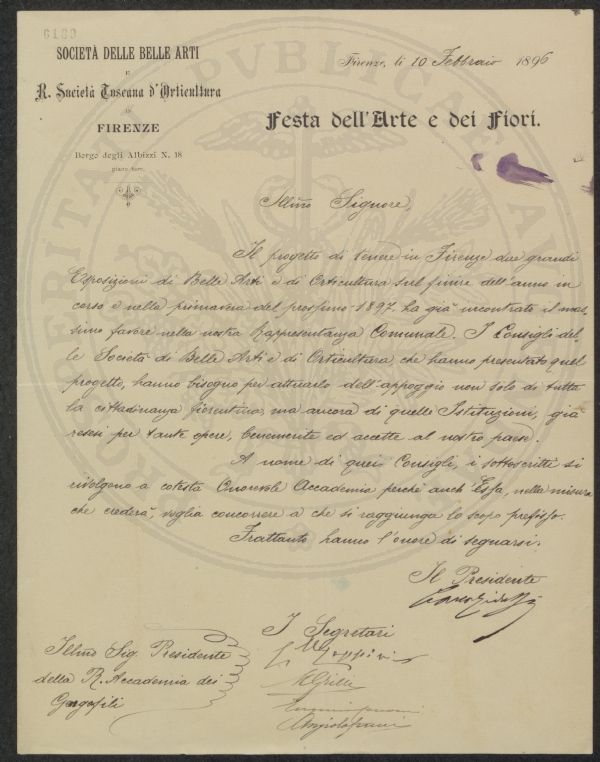 6180
SOCIETÀ DELLE BELLE ARTI
E
R. Società Toscana d'Orticultura
IN
FIRENZE
Borgo degli Albizzi N. 18
piano terr.
Firenze, li 10 Febbraio 1896
Festa dell'Arte e dei Fiori.
Illmo Signore,
Il progetto di tenere in Firenze due grandi
Esposizioni di Belle Arti e di Orticultura sul finire dell'anno in
corso e nella primavera del prossimo 1897. ha già incontrato il mas-
simo favore nella nostra Rappresentanza Comunale. I Consigli del-
le Società di Belle Arti e di Orticultura, che hanno presentato quel
progetto, hanno bisogno per attuarlo dell'appoggio non solo di tutta
la cittadinanza fiorentina, ma ancora di quelle Istituzioni, già
resesi per tante opere, benemerite ed accette al nostro paese.
A nome di quei Consigli, i sottoscritti si
rivolgono a cotesta Onorevole Accademia perchè anch'Essa, nella misura
che crederà, voglia concorrere a che si raggiunga lo scopo prefisso.
Frattanto hanno l'onore di segnarsi.
Il Presidente
I Segretari
Illmo Sig. Presidente
della R. Accademia dei
Georgofili